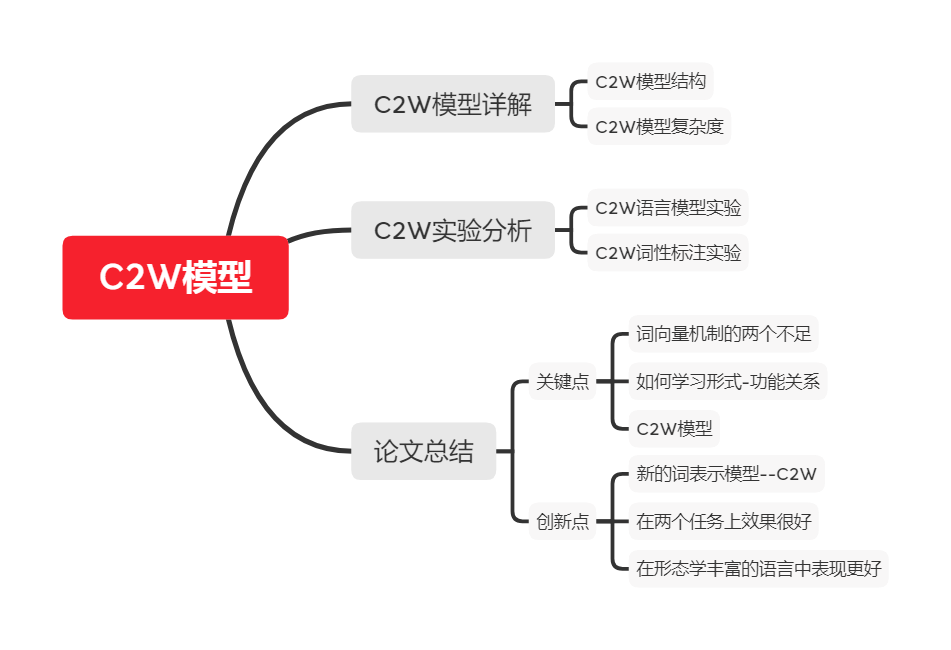 C2W模型
C2W模型详解
C2W模型结构
C2W模型复杂度
C2W实验分析
C2W语言模型实验
C2W词性标注实验
论文总结
关键点
词向量机制的两个不足
如何学习形式-功能关系
C2W模型
创新点
新的词表示模型--C2W
在两个任务上效果很好
在形态学丰富的语言中表现更好